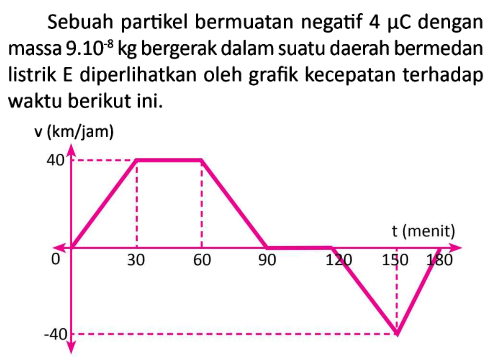 Sebuah partikel bermuatan negatif 4 μC dengan
massa 9.10⁻⁸ kg bergerak dalam suatu daerah bermedan
listrik E diperlihatkan oleh grafik kecepatan terhadap
waktu berikut ini.
v (km/jam)
40
t (menit)
0 30 60 90 120 150 180
-40